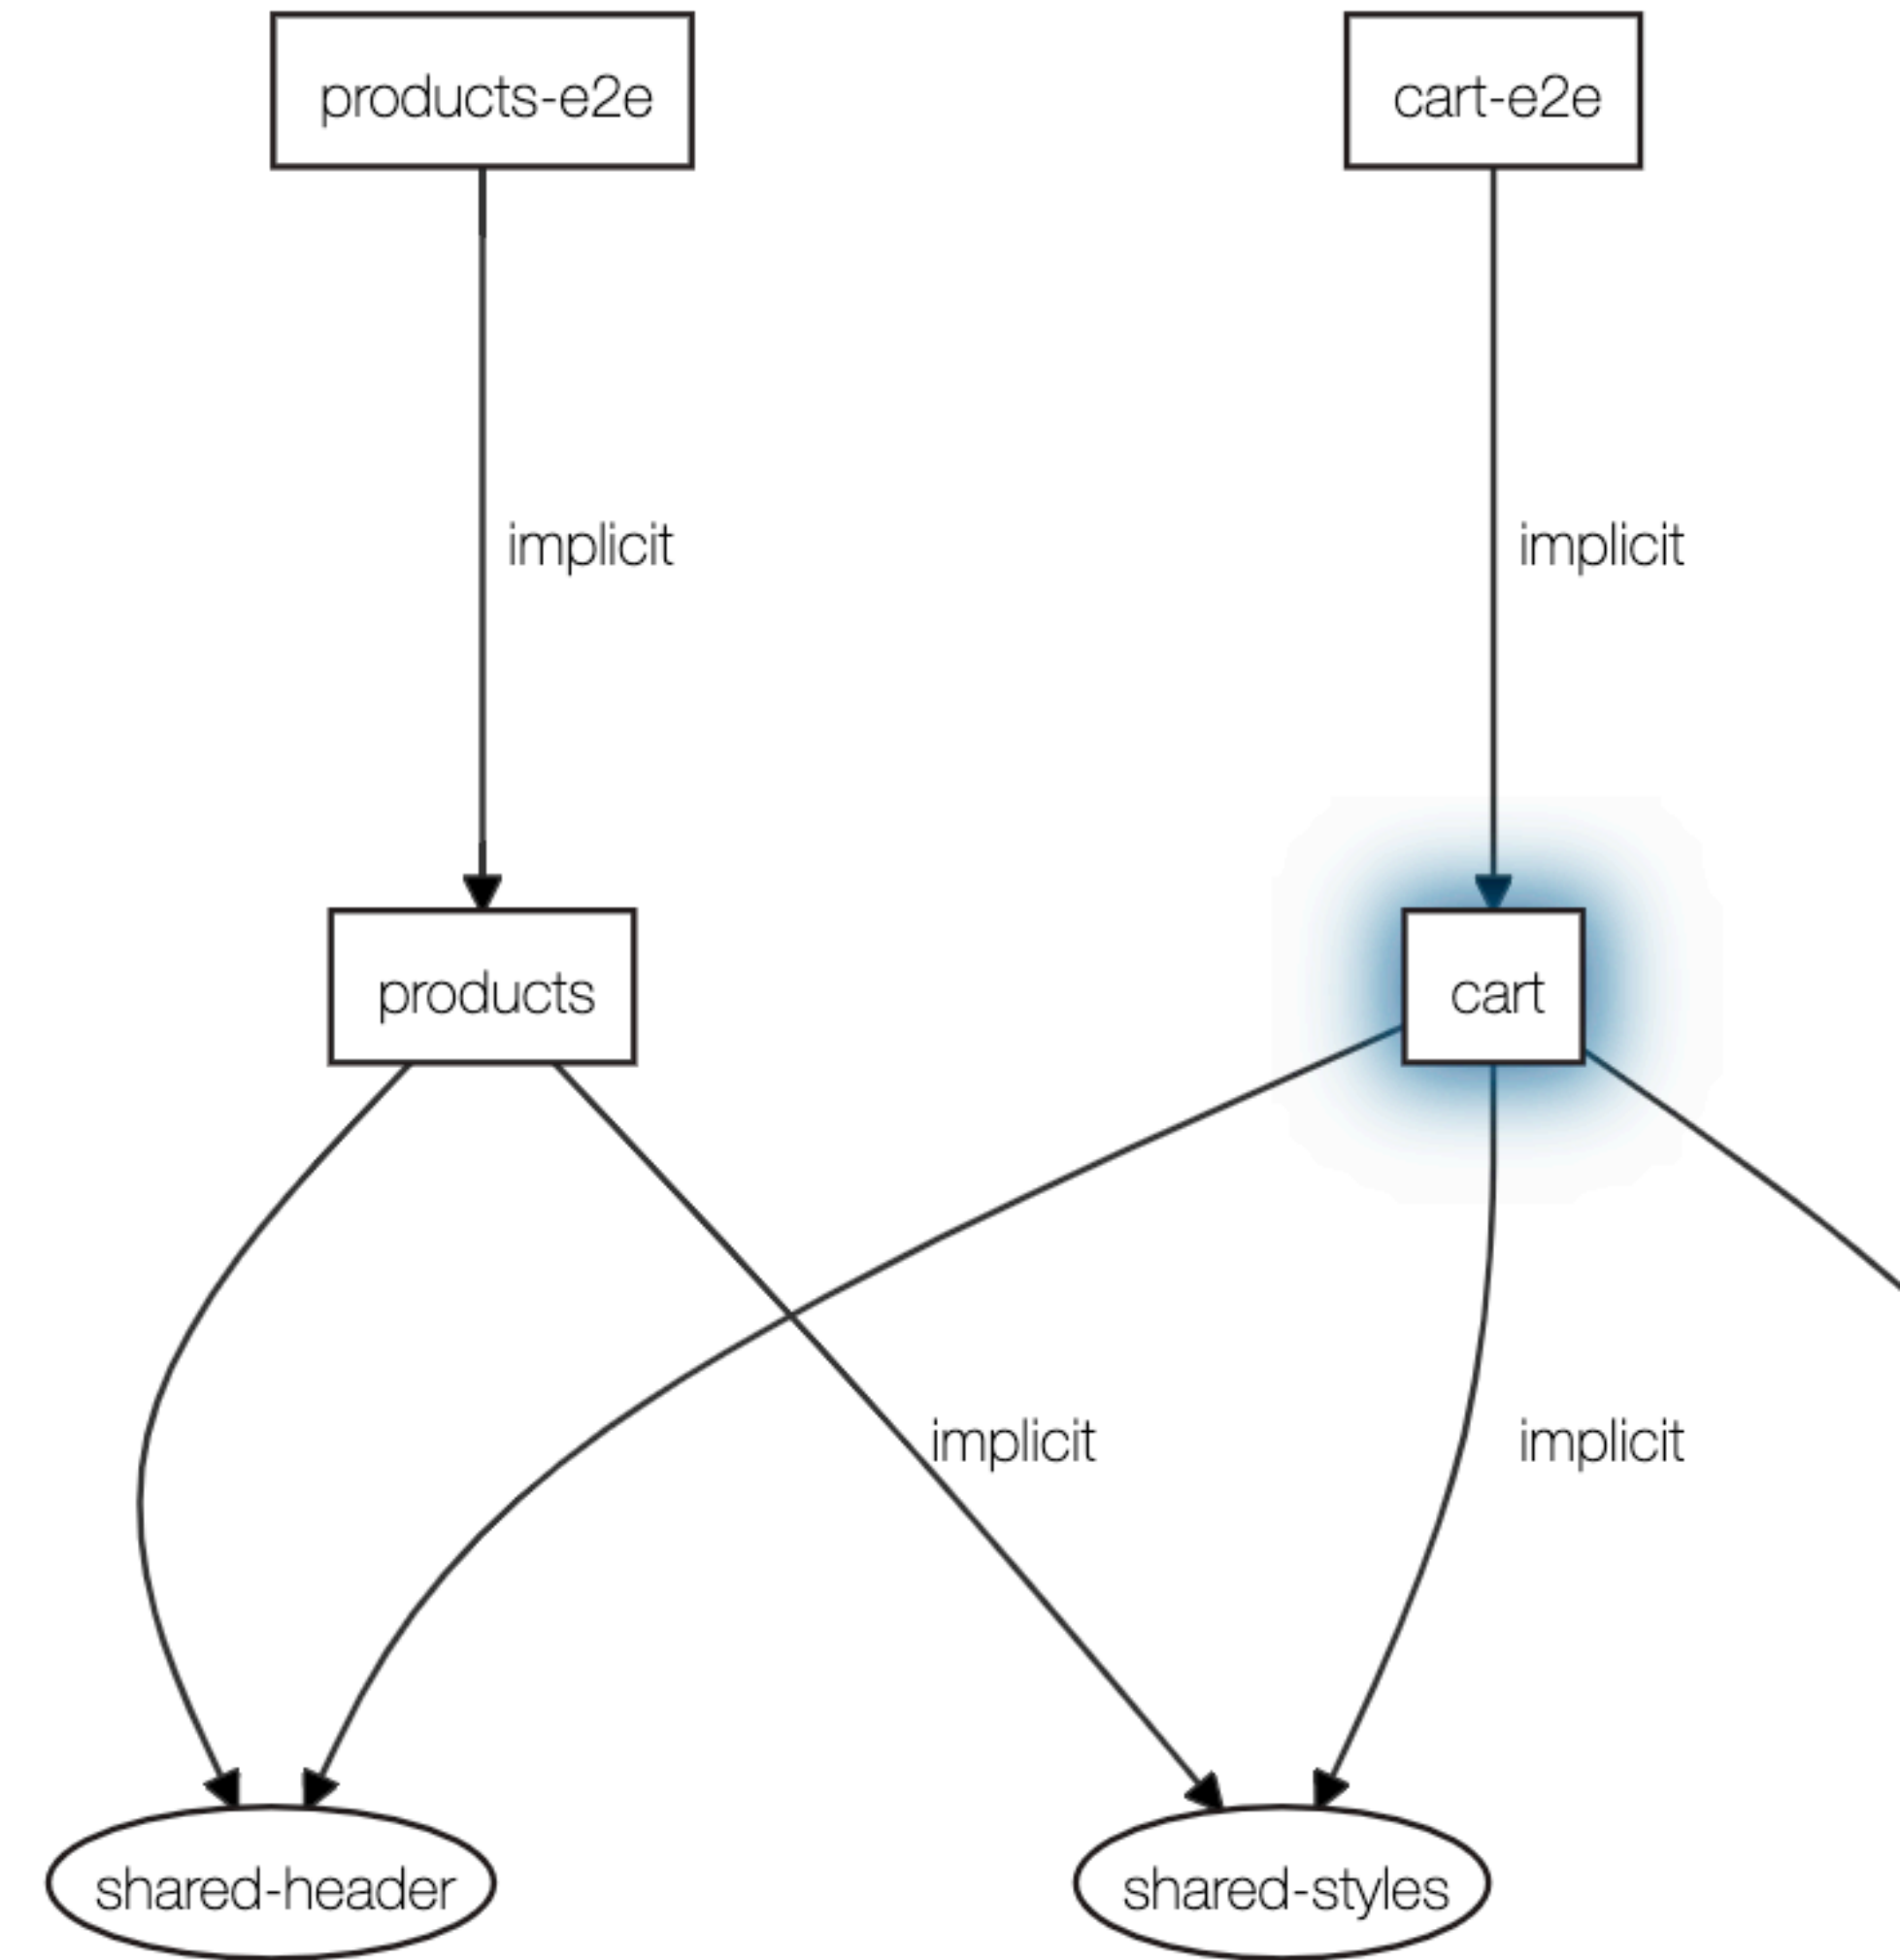 products-e2e
cart-e2e
implicit
implicit
products
cart
implicit
implicit
shared-header
shared-styles